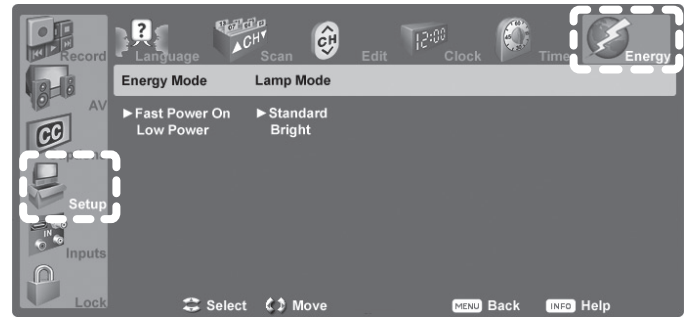 Record
Language
Scan
Edit
12:00
Clock
Time
Energy
?
CH
CH
Energy Mode Lamp Mode
AV
▶Fast Power On ▶Standard
Low Power Bright
CC
Setup
IN
Inputs
Lock
Select Move MENU Back INFO Help